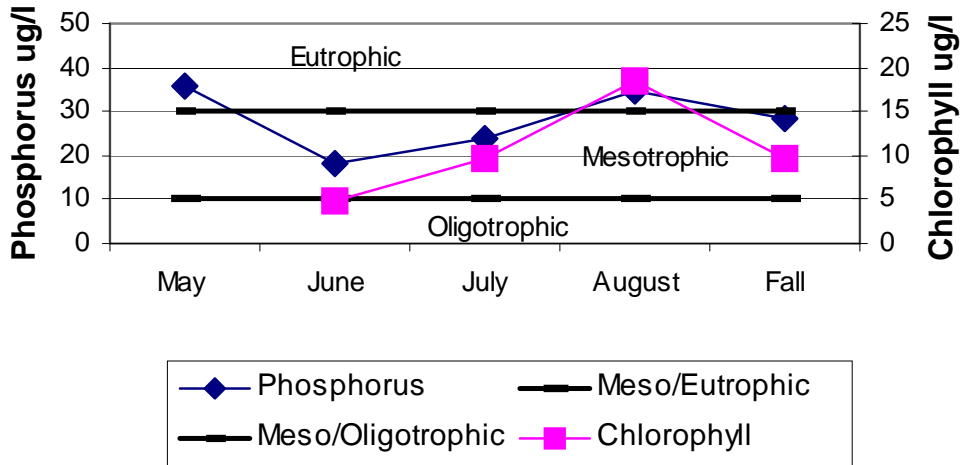 Phosphorus ug/l
50
40
30
20
10
0
Eutrophic
Mesotrophic
Oligotrophic
25
20
15
10
5
0
Chlorophyll ug/l
May June July August Fall
Phosphorus Meso/Eutrophic
Meso/Oligotrophic Chlorophyll